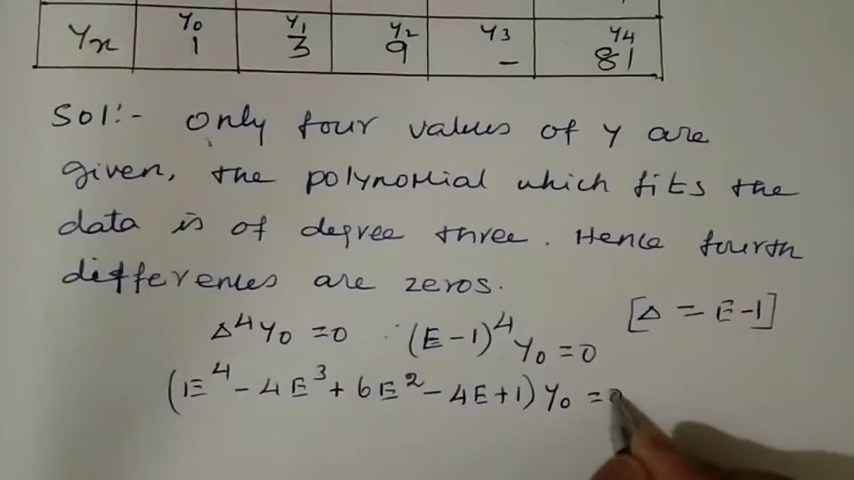 y₀ y₁ y₂ y₃ y₄
Yx 1 3 9 – 81
Sol:- Only four values of y are
given, the polynomial which fits the
data is of degree three. Hence fourth
differences are zeros.
Δ⁴y₀ = 0 (E-1)⁴ y₀ = 0 [Δ = E-1]
(E⁴ - 4E³ + 6E² - 4E + 1) y₀ = 0